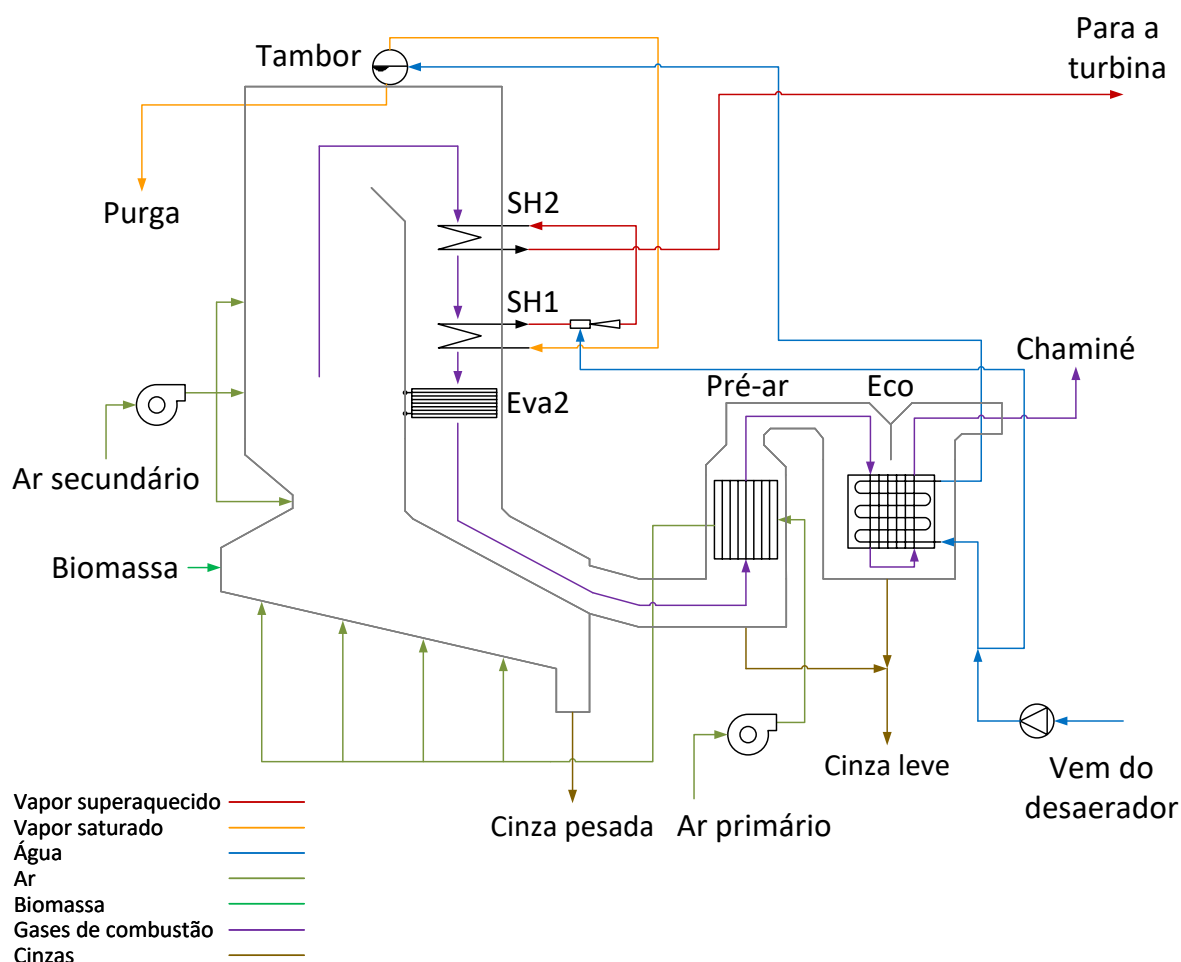 Para a
turbina
Tambor
Purga
SH2
SH1
Chaminé
Pré-ar
Eco
Eva2
Ar secundário
Biomassa
Cinza leve
Vem do
desaerador
Cinza pesada
Ar primário
Vapor superaquecido
Vapor saturado
Água
Ar
Biomassa
Gases de combustão
Cinzas